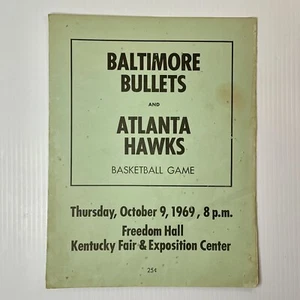 BALTIMORE
BULLETS
AND
ATLANTA
HAWKS
BASKETBALL GAME
Thursday, October 9, 1969, 8 p.m.
Freedom Hall
Kentucky Fair & Exposition Center
25¢